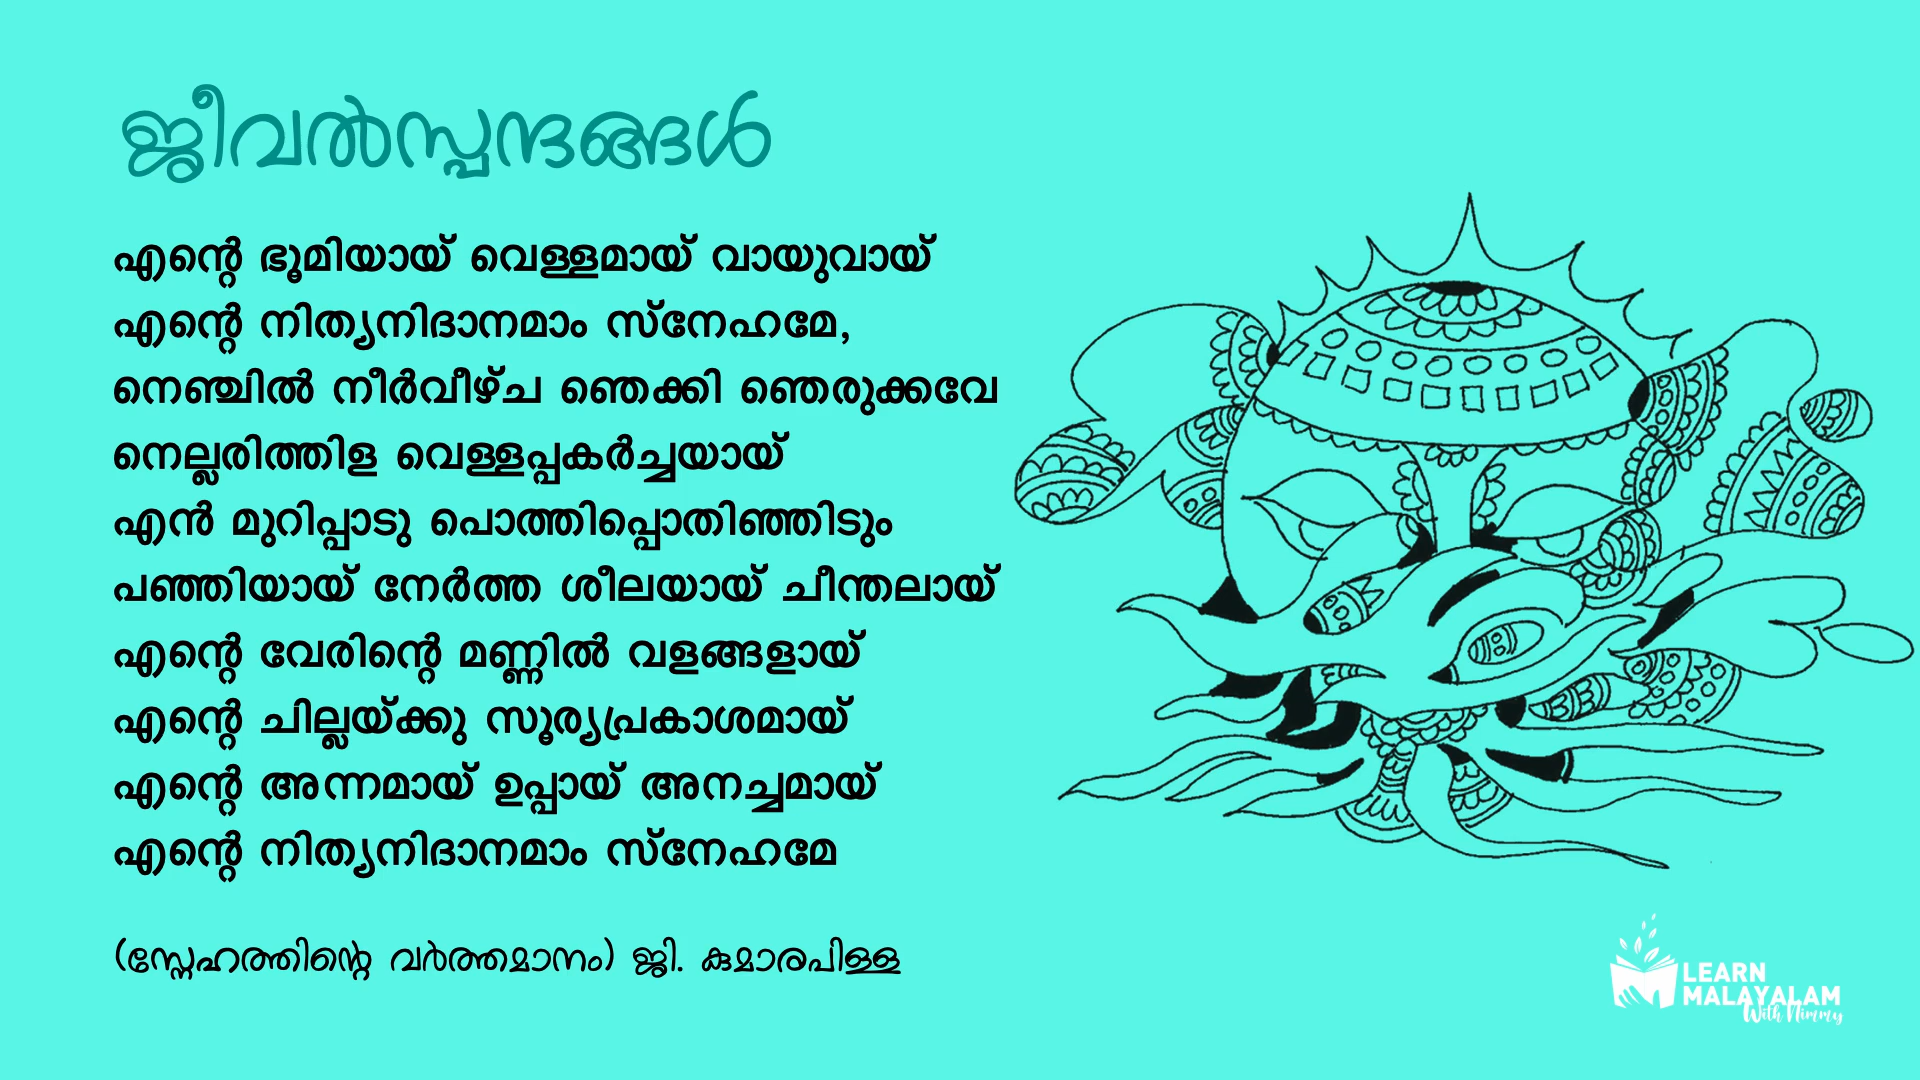 ജീവൽസ്പന്ദങ്ങൾ
എന്റെ ഭൂമിയായ് വെള്ളമായ് വായുവായ്
എന്റെ നിത്യനിദാനമാം സ്നേഹമേ,
നെഞ്ചിൽ നീർവീഴ്ച ഞെക്കി ഞെരുക്കവേ
നെല്ലരിത്തിള വെള്ളപ്പകർച്ചയായ്
എൻ മുറിപ്പാടു പൊത്തിപ്പൊതിഞ്ഞിടും
പഞ്ഞിയായ് നേർത്ത ശീലയായ് ചീന്തലായ്
എന്റെ വേരിന്റെ മണ്ണിൽ വളങ്ങളായ്
എന്റെ ചില്ലയ്ക്കു സൂര്യപ്രകാശമായ്
എന്റെ അന്നമായ് ഉപ്പായ് അനച്ചമായ്
എന്റെ നിത്യനിദാനമാം സ്നേഹമേ
(സ്നേഹത്തിന്റെ വർത്തമാനം) ജി. കുമാരപിള്ള
LEARN
MALAYALAM
With Nimmy